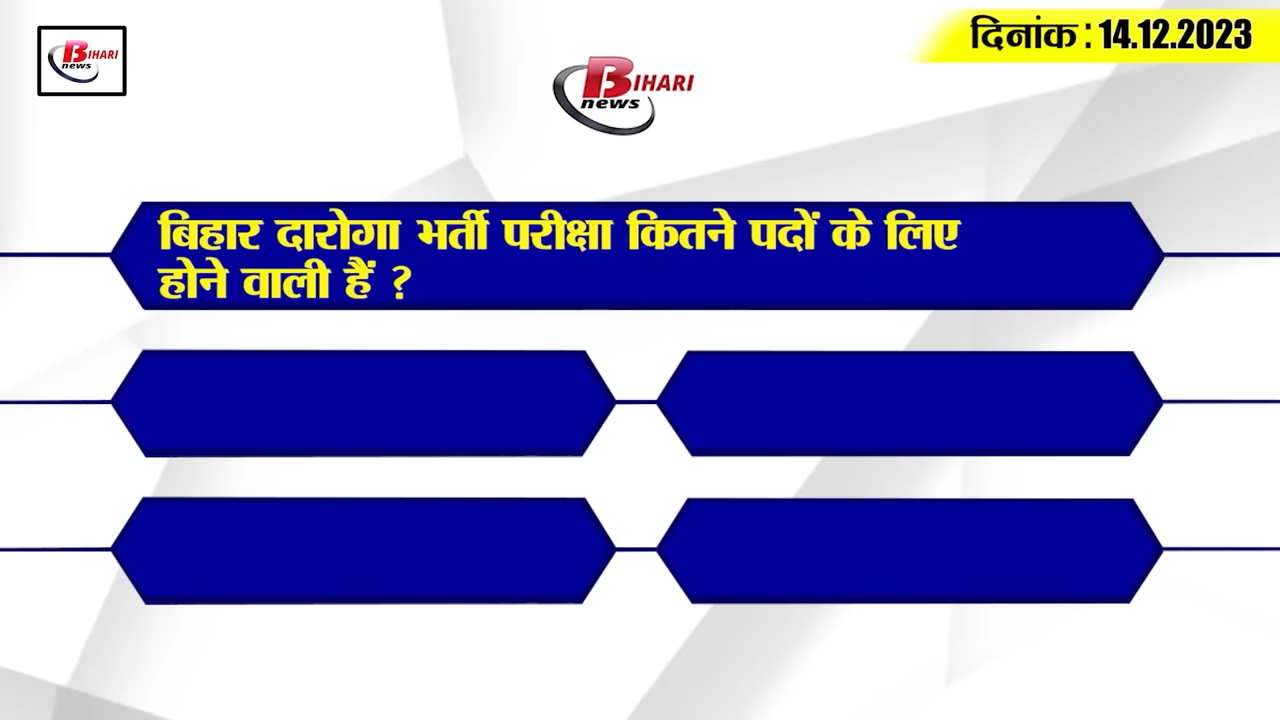 BIHARI
news
दिनांक : 14.12.2023
BIHARI
news
बिहार दारोगा भर्ती परीक्षा कितने पदों के लिए
होने वाली हैं ?